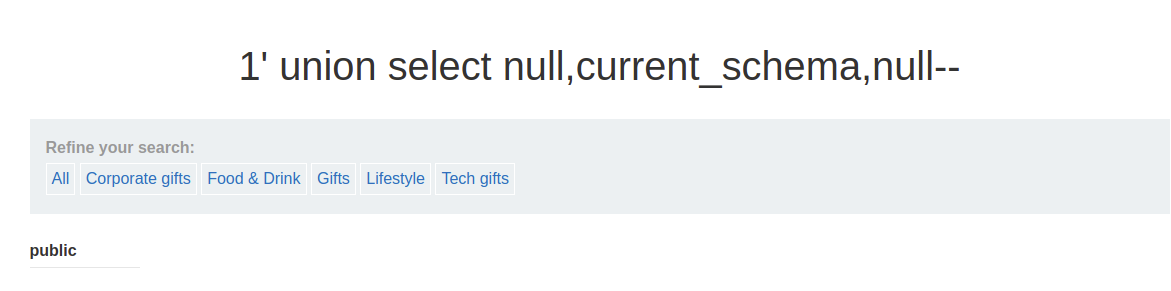 1' union select null,current_schema,null--
Refine your search:
All Corporate gifts Food & Drink Gifts Lifestyle Tech gifts
public